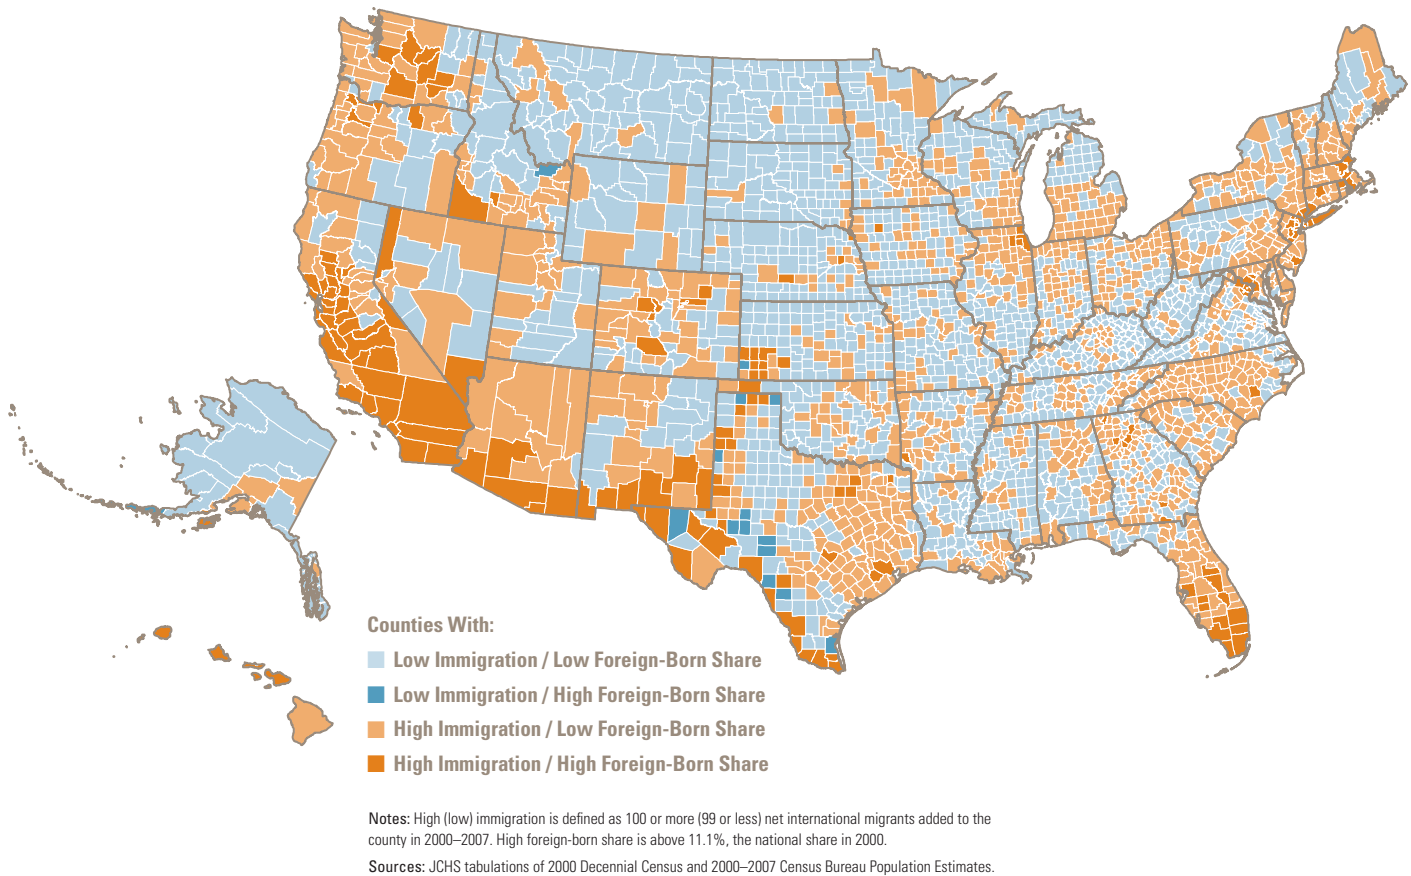 Counties With:
Low Immigration / Low Foreign-Born Share
Low Immigration / High Foreign-Born Share
High Immigration / Low Foreign-Born Share
High Immigration / High Foreign-Born Share
Notes: High (low) immigration is defined as 100 or more (99 or less) net international migrants added to the
county in 2000–2007. High foreign-born share is above 11.1%, the national share in 2000.
Sources: JCHS tabulations of 2000 Decennial Census and 2000–2007 Census Bureau Population Estimates.